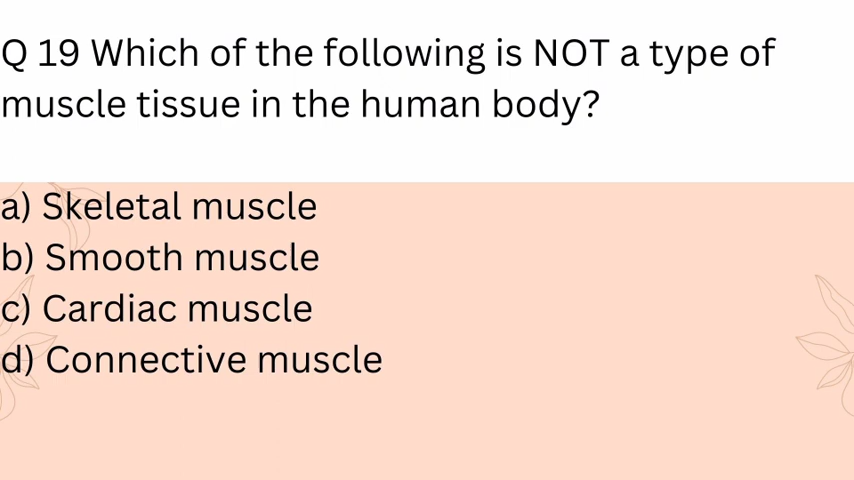 Q 19 Which of the following is NOT a type of
muscle tissue in the human body?
a) Skeletal muscle
b) Smooth muscle
c) Cardiac muscle
d) Connective muscle